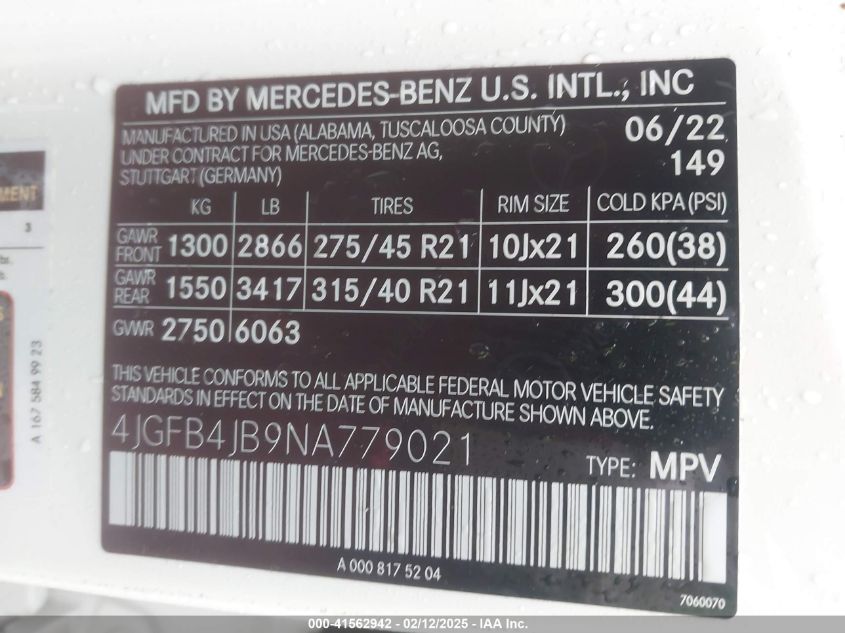 MFD BY MERCEDES-BENZ U.S. INTL., INC
MANUFACTURED IN USA (ALABAMA, TUSCALOOSA COUNTY)
UNDER CONTRACT FOR MERCEDES-BENZ AG,
STUTTGART (GERMANY)
06/22
149
KG LB TIRES RIM SIZE COLD KPA (PSI)
GAWR FRONT 1300 2866 275/45 R21 10Jx21 260(38)
GAWR REAR 1550 3417 315/40 R21 11Jx21 300(44)
GVWR 2750 6063
THIS VEHICLE CONFORMS TO ALL APPLICABLE FEDERAL MOTOR VEHICLE SAFETY
STANDARDS IN EFFECT ON THE DATE OF MANUFACTURE SHOWN ABOVE.
4JGFB4JB9NA779021
TYPE: MPV
A 000 817 52 04
7060070
3
A 167 584 99 23
000-41562942 - 02/12/2025 - IAA Inc.